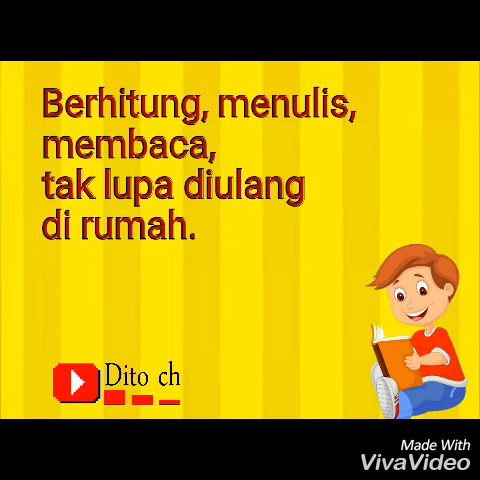 Berhitung, menulis,
membaca,
tak lupa diulang
di rumah.
Dito ch
Made With
VivaVideo